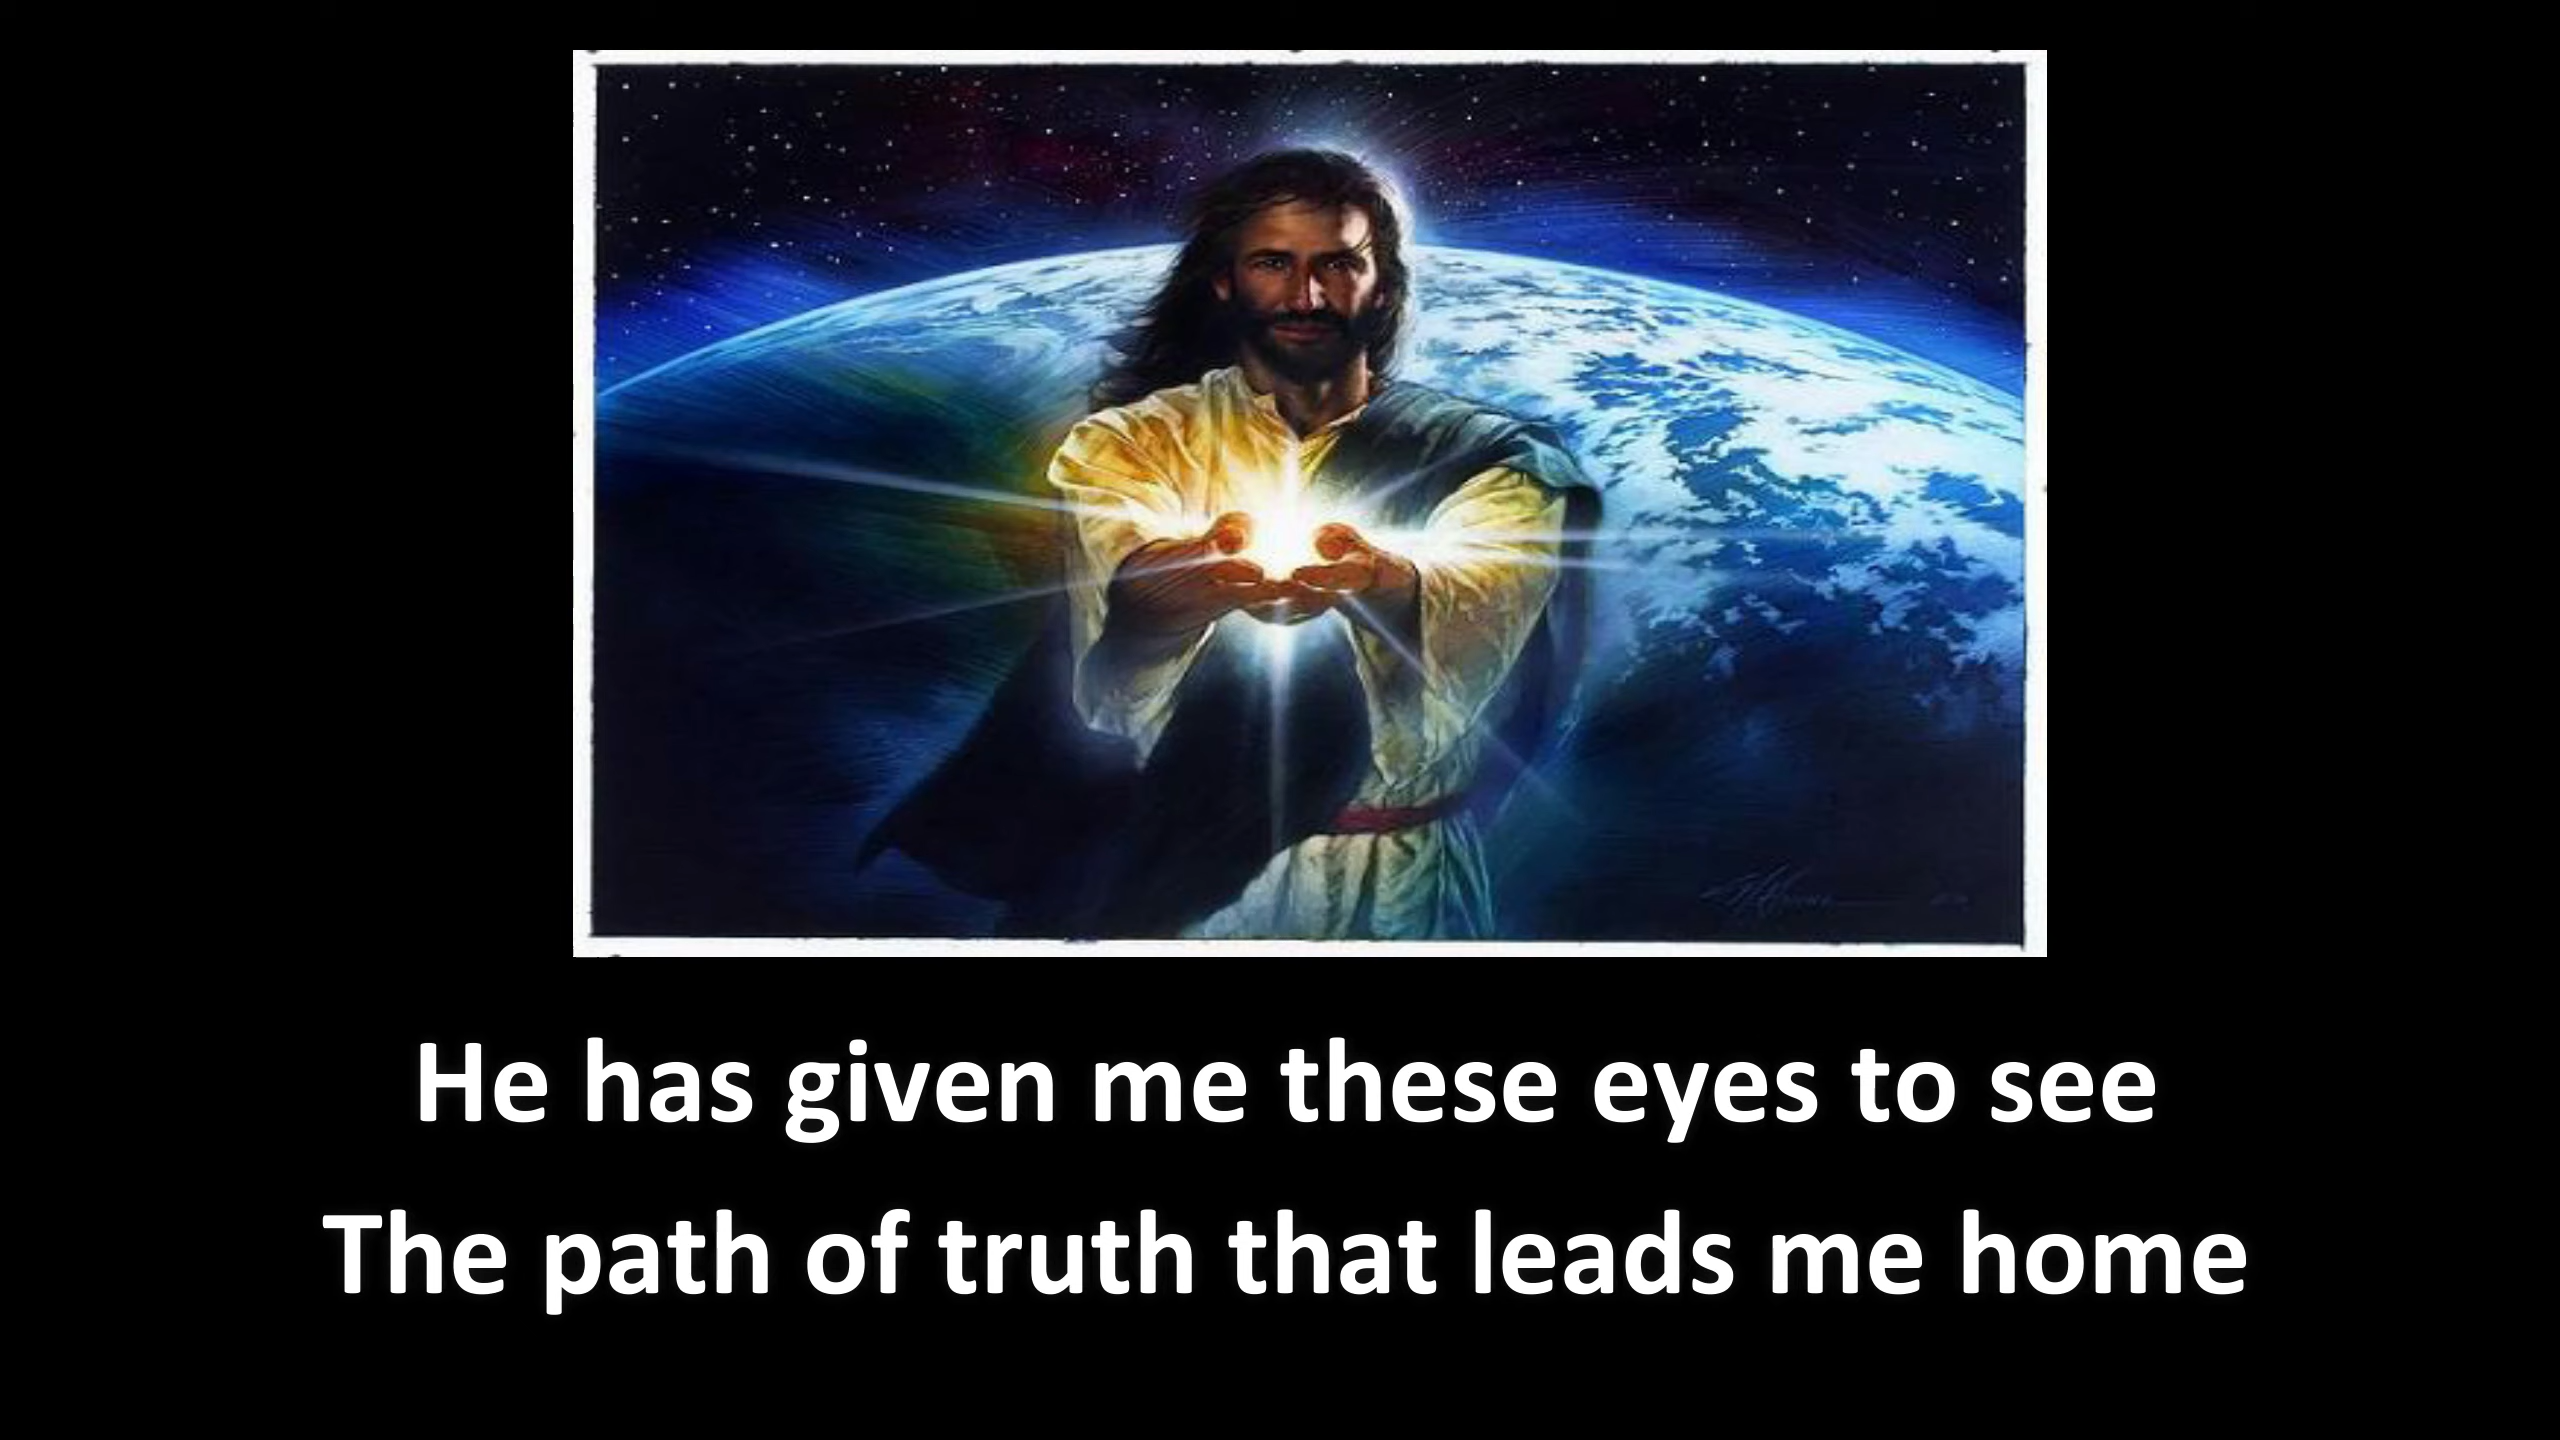 He has given me these eyes to see
The path of truth that leads me home